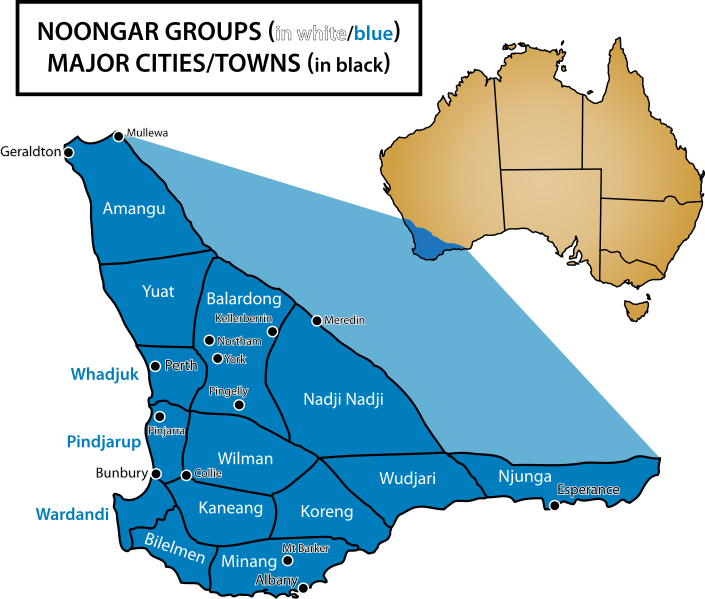 NOONGAR GROUPS (in white/blue)
MAJOR CITIES/TOWNS (in black)
Mullewa
Geraldton
Amangu
Yuat
Balardong
Kellerberrin
Meredin
Northam
York
Perth
Whadjuk
Pingelly
Nadji Nadji
Pinjarra
Pindjarup
Wilman
Bunbury
Collie
Wudjari
Njunga
Esperance
Kaneang
Koreng
Wardandi
Bilelmen
Minang
Mt Barker
Albany